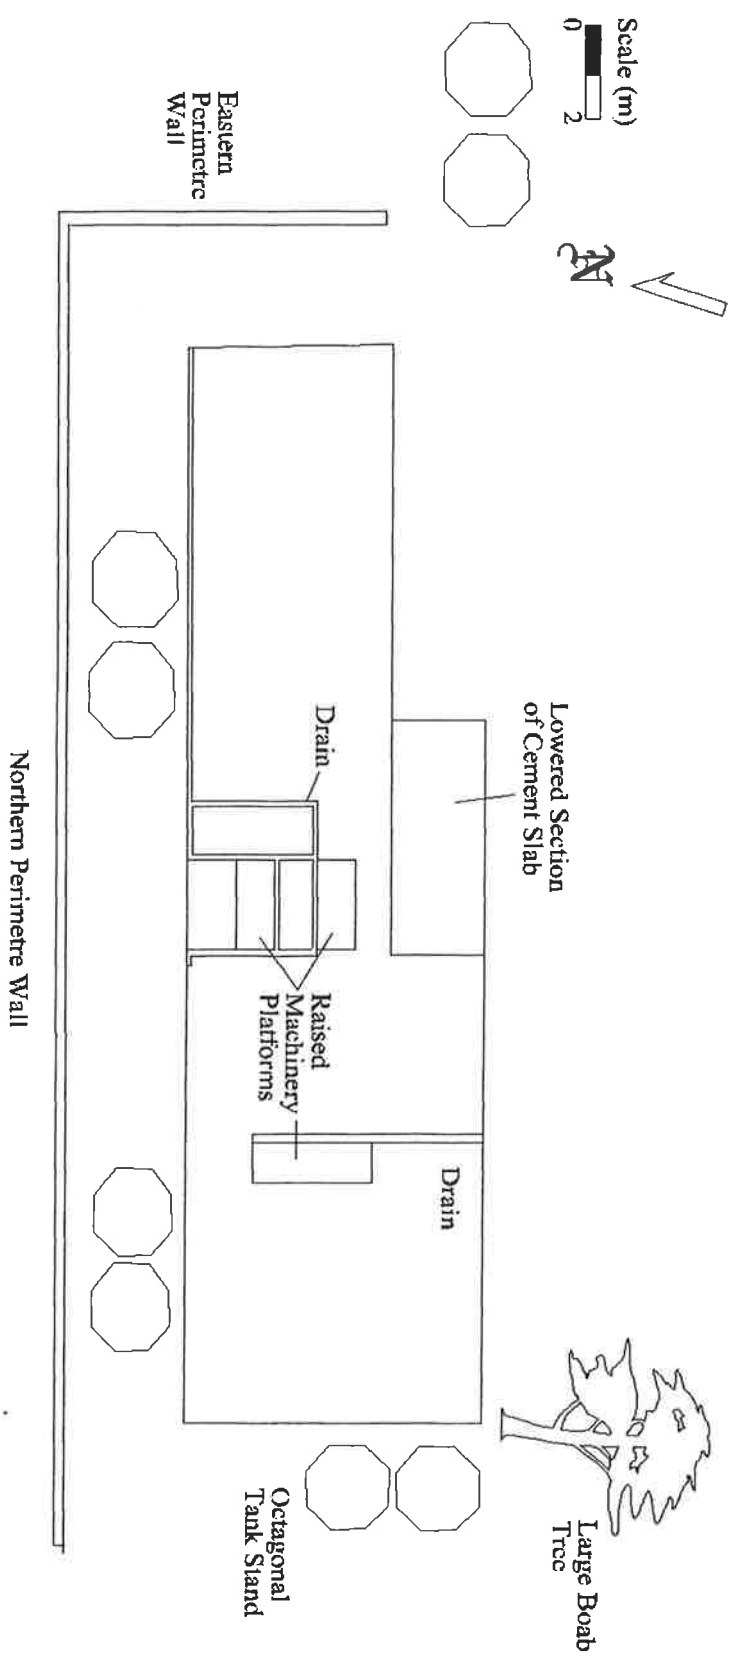 Scale (m)
0 2
N
Eastern
Perimetre
Wall
Lowered Section
of Cement Slab
Drain
Raised
Machinery
Platforms
Drain
Large Boab
Tree
Octagonal
Tank Stand
Northern Perimetre Wall